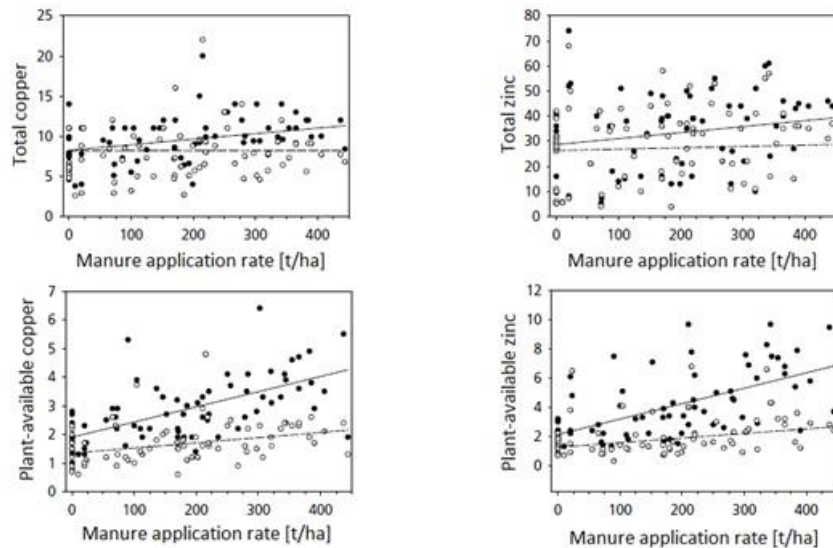 Total copper
25
20
15
10
5
0
0 100 200 300 400
Manure application rate [t/ha]
Total zinc
80
70
60
50
40
30
20
10
0
0 100 200 300 400
Manure application rate [t/ha]
Plant-available copper
7
6
5
4
3
2
1
0
0 100 200 300 400
Manure application rate [t/ha]
Plant-available zinc
12
10
8
6
4
2
0
0 100 200 300 400
Manure application rate [t/ha]